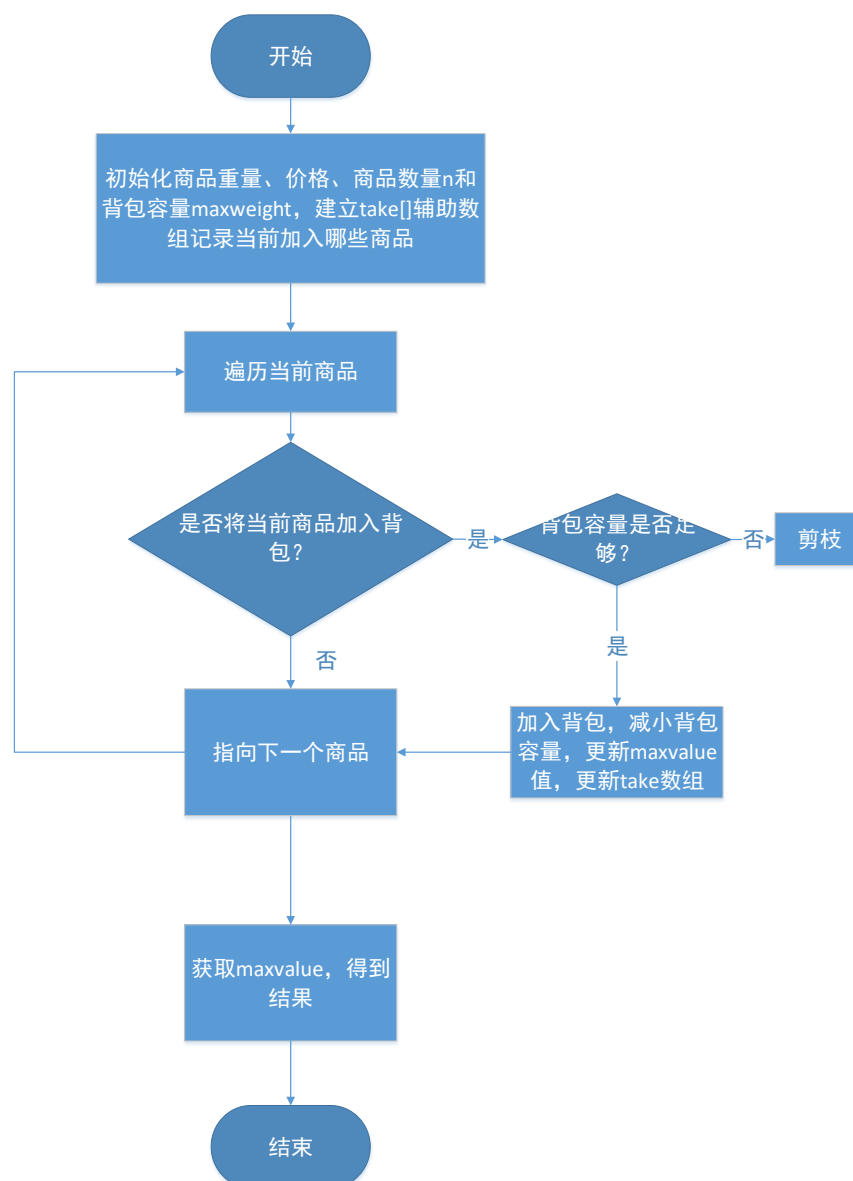 开始
初始化商品重量、价格、商品数量n和
背包容量maxweight，建立take[]辅助数
组记录当前加入哪些商品
遍历当前商品
是否将当前商品加入背
包？
是
背包容量是否足
够？
否
剪枝
否
是
指向下一个商品
加入背包，减小背包
容量，更新maxvalue
值，更新take数组
获取maxvalue，得到
结果
结束